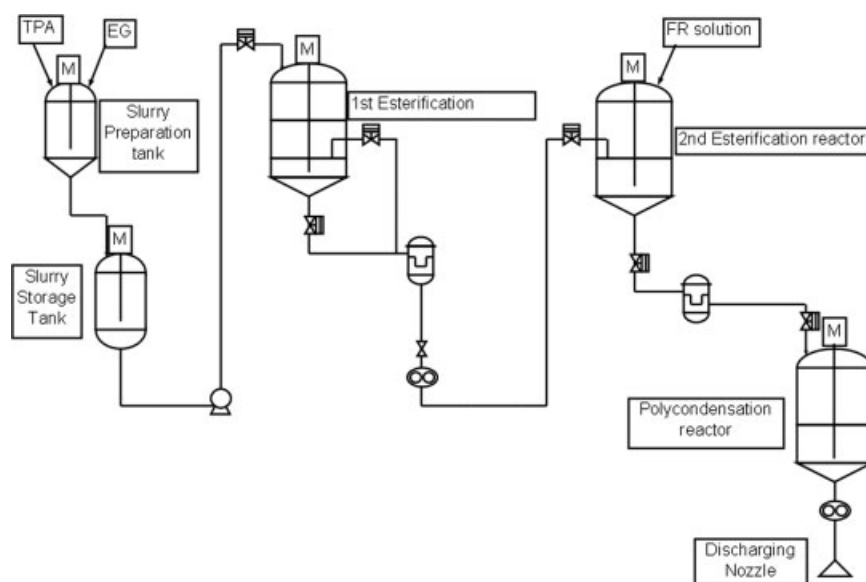 TPA
EG
M
Slurry
Preparation
tank
M
Slurry
Storage
Tank
M
1st Esterification
FR solution
M
2nd Esterification reactor
M
Polycondensation
reactor
Discharging
Nozzle